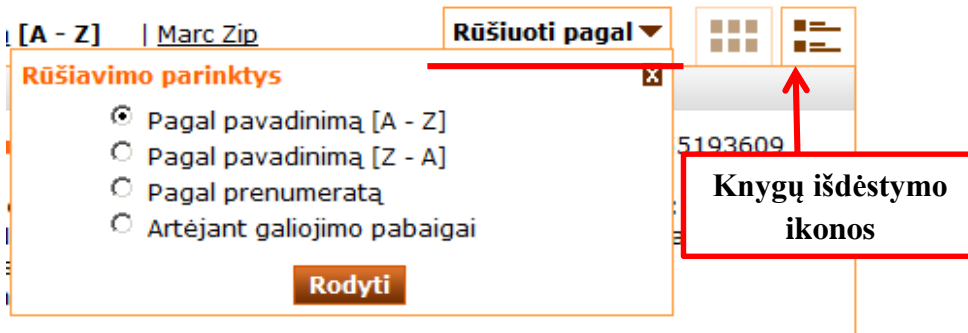 [A - Z] | Marc Zip Rūšiuoti pagal
Rūšiavimo parinktys
Pagal pavadinimą [A - Z]
Pagal pavadinimą [Z - A]
5193609
Pagal prenumeratą
Artėjant galiojimo pabaigai
Rodyti
Knygų išdėstymo
ikonos